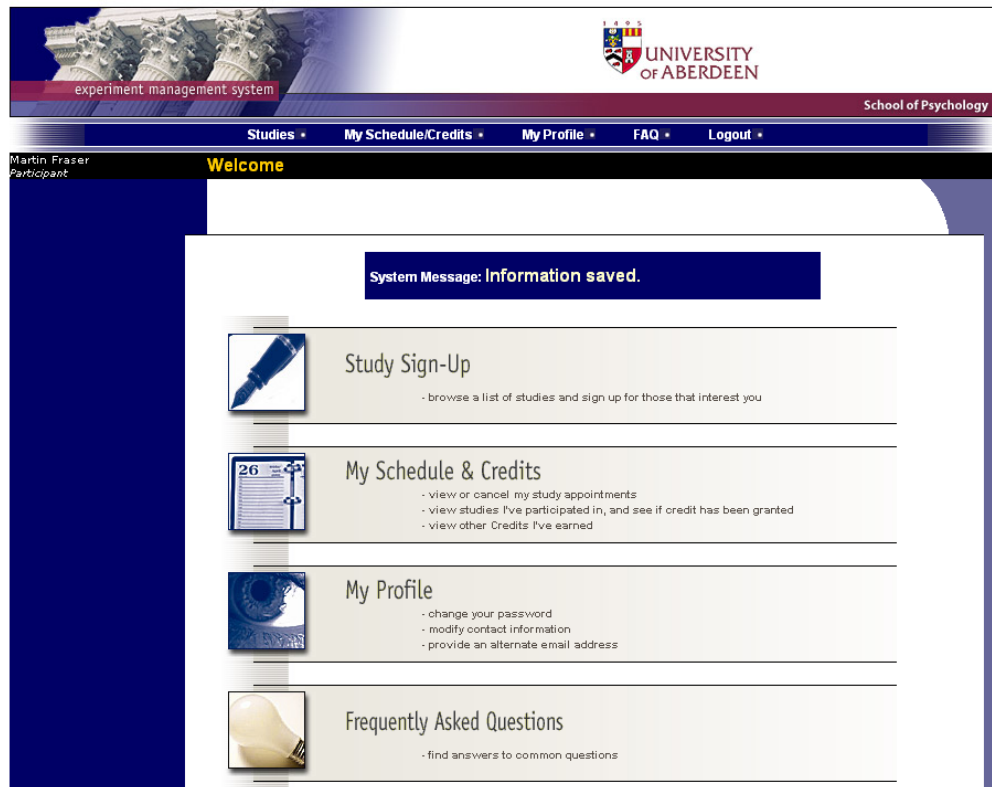 1495
UNIVERSITY
OF ABERDEEN
experiment management system
School of Psychology
Studies My Schedule/Credits My Profile FAQ Logout
Martin Fraser
Participant
Welcome
System Message: Information saved.
Study Sign-Up
- browse a list of studies and sign up for those that interest you
26
My Schedule & Credits
- view or cancel my study appointments
- view studies I've participated in, and see if credit has been granted
- view other Credits I've earned
My Profile
- change your password
- modify contact information
- provide an alternate email address
Frequently Asked Questions
- find answers to common questions